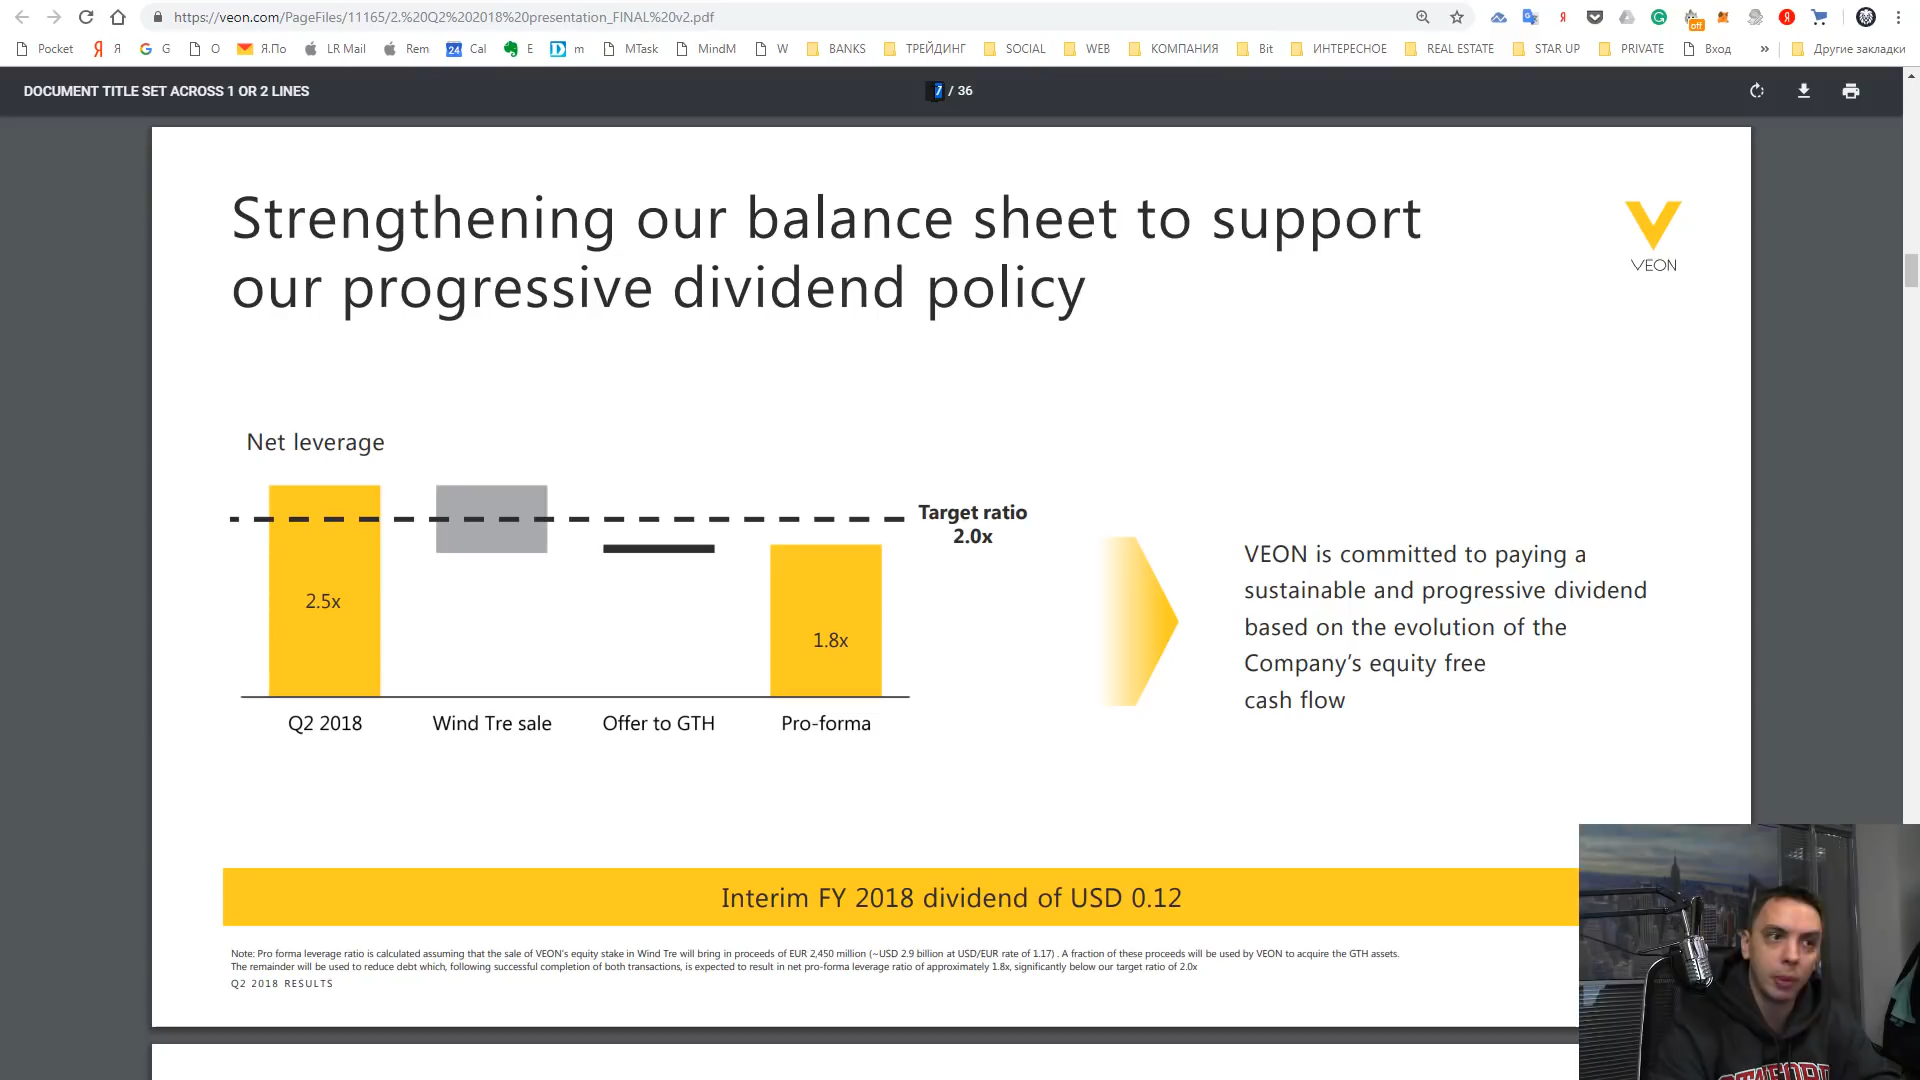 https://veon.com/PageFiles/11165/2.%20Q2%202018%20presentation_FINAL%20v2.pdf
off
Pocket
Я
G
O
Я.По
LR Mail
Rem
24 Cal
E
D m
MTask
MindM
W
BANKS
ТРЕЙДИНГ
SOCIAL
WEB
КОМПАНИЯ
Bit
ИНТЕРЕСНОЕ
REAL ESTATE
STAR UP
PRIVATE
Вход
»
Другие закладки
DOCUMENT TITLE SET ACROSS 1 OR 2 LINES
7 / 36
Strengthening our balance sheet to support
our progressive dividend policy
VEON
Net leverage
Target ratio
2.0x
2.5x
1.8x
Q2 2018
Wind Tre sale
Offer to GTH
Pro-forma
VEON is committed to paying a
sustainable and progressive dividend
based on the evolution of the
Company’s equity free
cash flow
Interim FY 2018 dividend of USD 0.12
Note: Pro forma leverage ratio is calculated assuming that the sale of VEON's equity stake in Wind Tre will bring in proceeds of EUR 2,450 million (~USD 2.9 billion at USD/EUR rate of 1.17) . A fraction of these proceeds will be used by VEON to acquire the GTH assets.
The remainder will be used to reduce debt which, following successful completion of both transactions, is expected to result in net pro-forma leverage ratio of approximately 1.8x, significantly below our target ratio of 2.0x
Q2 2018 RESULTS